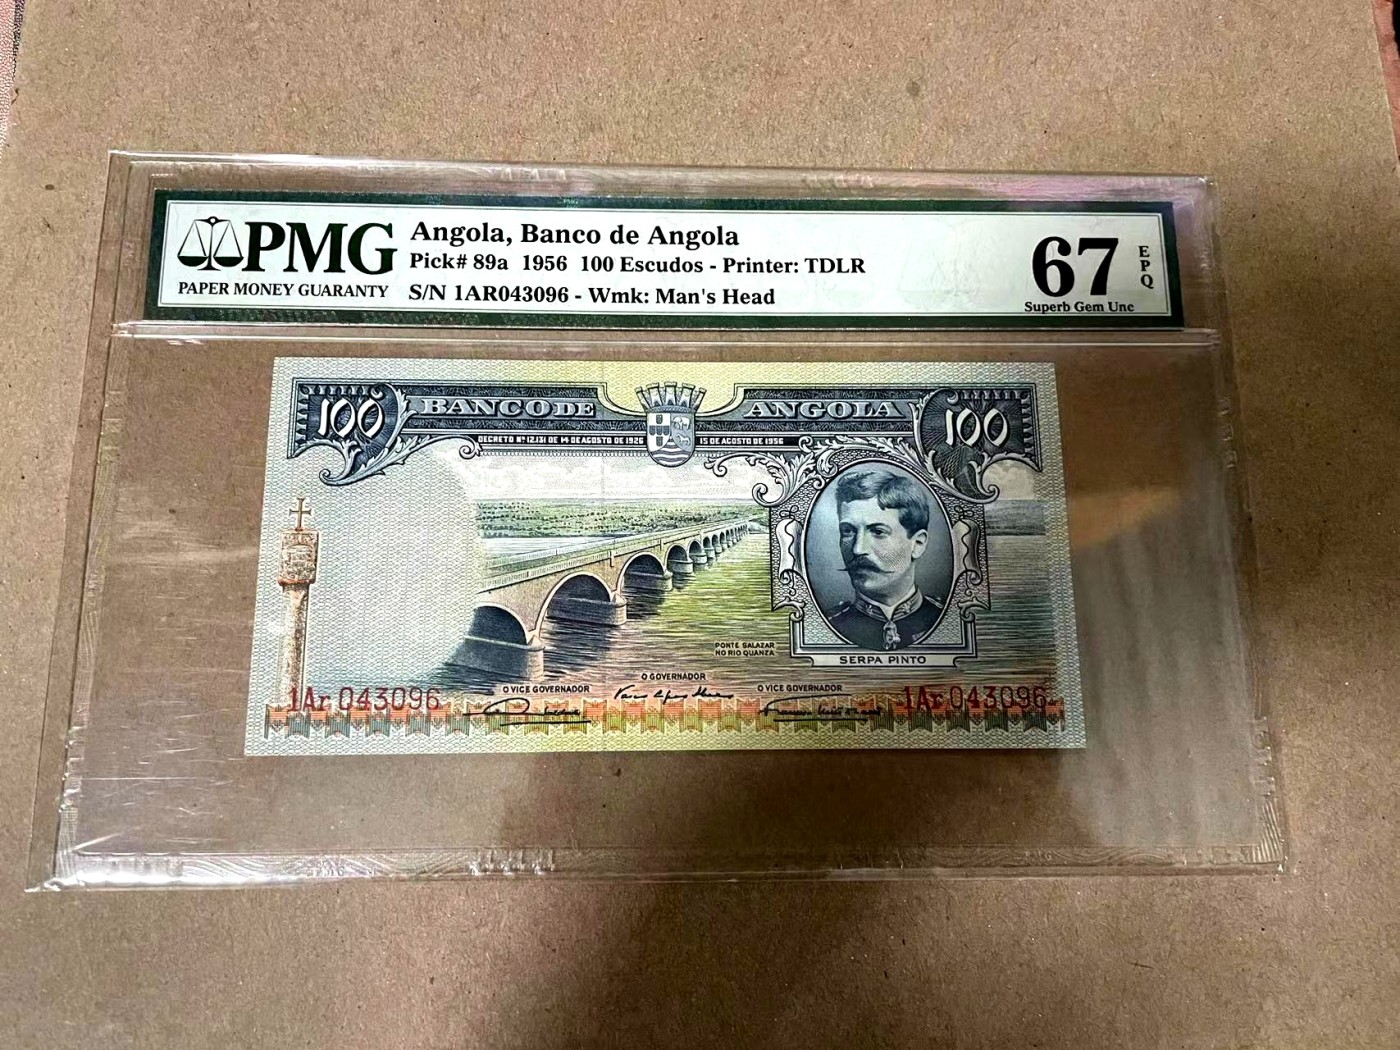 PMG
PAPER MONEY GUARANTY
Angola, Banco de Angola
Pick# 89a 1956 100 Escudos - Printer: TDLR
S/N 1AR043096 - Wmk: Man's Head
67
EPQ
Superb Gem Unc
100 BANCO DE ANGOLA 100
DECRETO Nº 12.131 DE 14 DE AGOSTO DE 1926 15 DE AGOSTO DE 1956
PONTE SALAZAR
NO RIO QUANZA
SERPA PINTO
O VICE GOVERNADOR
O GOVERNADOR
O VICE GOVERNADOR
1Ar 043096
1Ar 043096
PMG